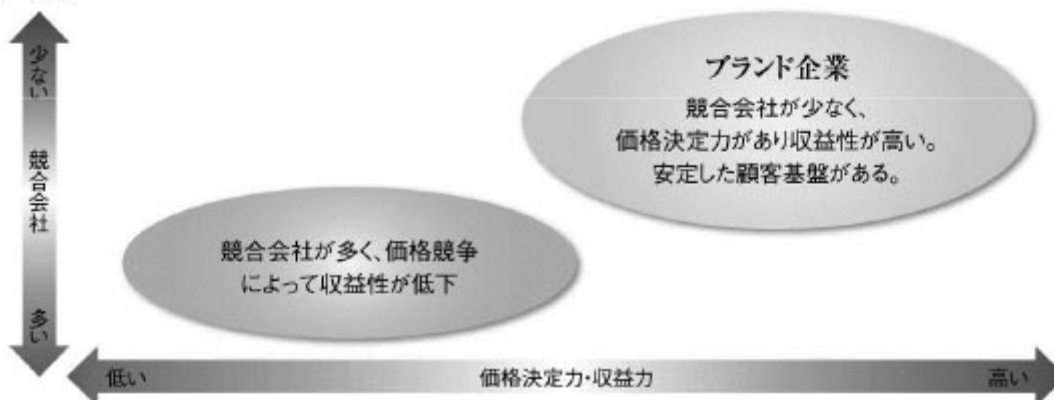 少ない
競合会社
多い
ブランド企業
競合会社が少なく、
価格決定力があり収益性が高い。
安定した顧客基盤がある。
競合会社が多く、価格競争
によって収益性が低下
低い
価格決定力・収益力
高い